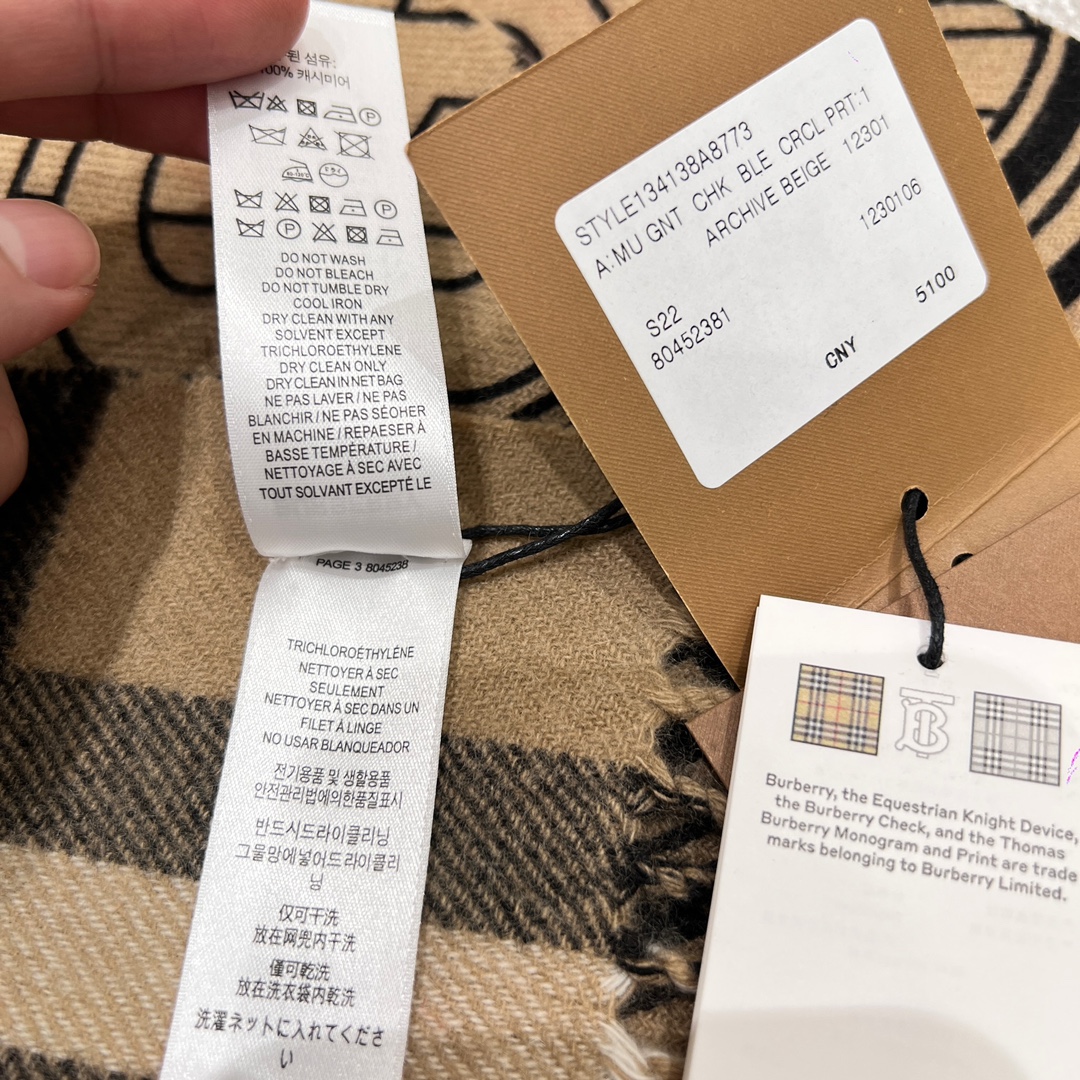 된 섬유:
100% 캐시미어
DO NOT WASH
DO NOT BLEACH
DO NOT TUMBLE DRY
COOL IRON
DRY CLEAN WITH ANY
SOLVENT EXCEPT
TRICHLOROETHYLENE
DRY CLEAN ONLY
DRY CLEAN IN NET BAG
NE PAS LAVER / NE PAS
BLANCHIR / NE PAS SÉOHER
EN MACHINE / REPAESER À
BASSE TEMPÉRATURE /
NETTOYAGE À SEC AVEC
TOUT SOLVANT EXCEPTÉ LE
PAGE 3 8045238
TRICHLOROÉTHYLÉNE
NETTOYER À SEC
SEULEMENT
NETTOYER À SEC DANS UN
FILET À LINGE
NO USAR BLANQUEADOR
전기용품 및 생활용품
안전관리법에의한품질표시
반드시드라이클리닝
그물망에넣어드라이클리
닝
仅可干洗
放在网兜内干洗
僅可乾洗
放在洗衣袋内乾洗
洗濯ネットに入れてくださ
い
STYLE134138A8773
A:MU GNT CHK BLE CRCL PRT:1
ARCHIVE BEIGE 12301
1230106
S22
80452381
5100
CNY
Burberry, the Equestrian Knight Device,
the Burberry Check, and the Thomas
Burberry Monogram and Print are trade
marks belonging to Burberry Limited.